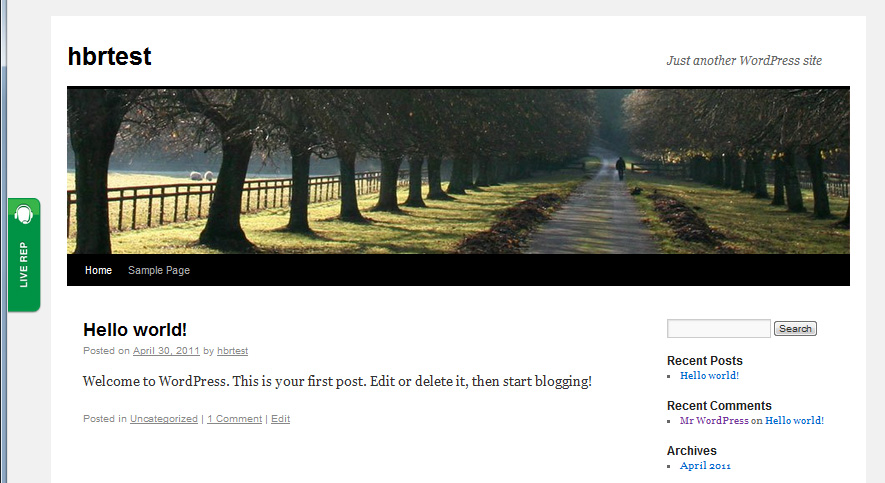 hbrtest
Just another WordPress site
LIVE REP
Home Sample Page
Hello world!
Posted on April 30, 2011 by hbrtest
Welcome to WordPress. This is your first post. Edit or delete it, then start blogging!
Posted in Uncategorized | 1 Comment | Edit
Search
Recent Posts
Hello world!
Recent Comments
Mr WordPress on Hello world!
Archives
April 2011